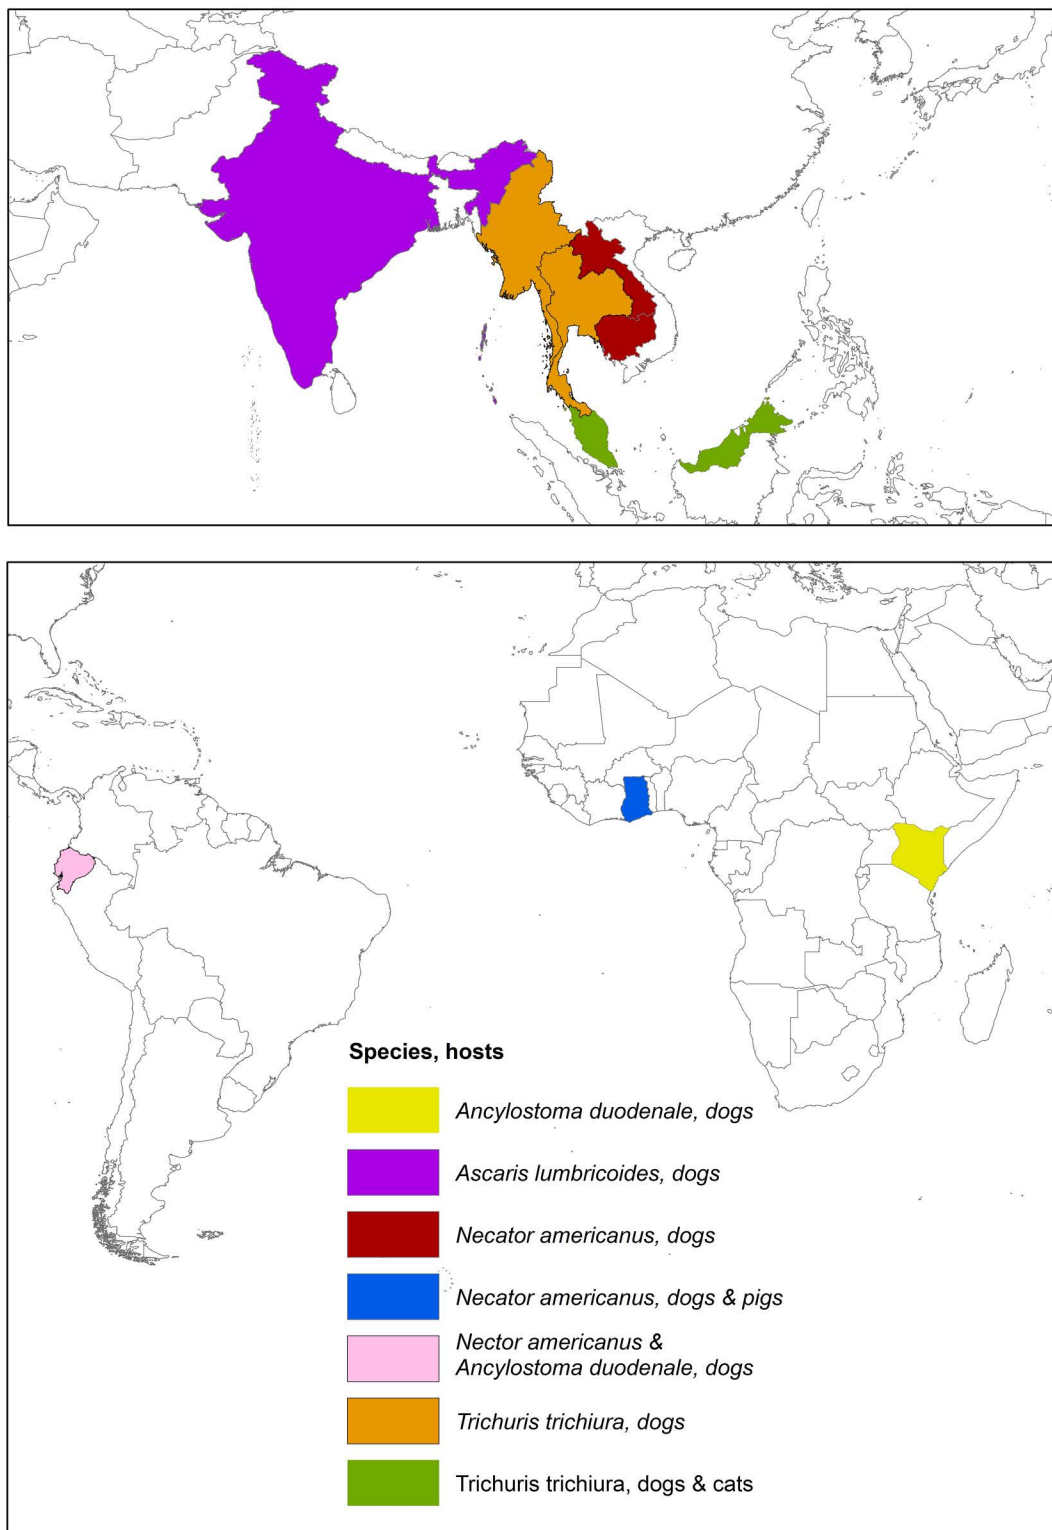 Species, hosts
Ancylostoma duodenale, dogs
Ascaris lumbricoides, dogs
Necator americanus, dogs
Necator americanus, dogs & pigs
Nector americanus &
Ancylostoma duodenale, dogs
Trichuris trichiura, dogs
Trichuris trichiura, dogs & cats